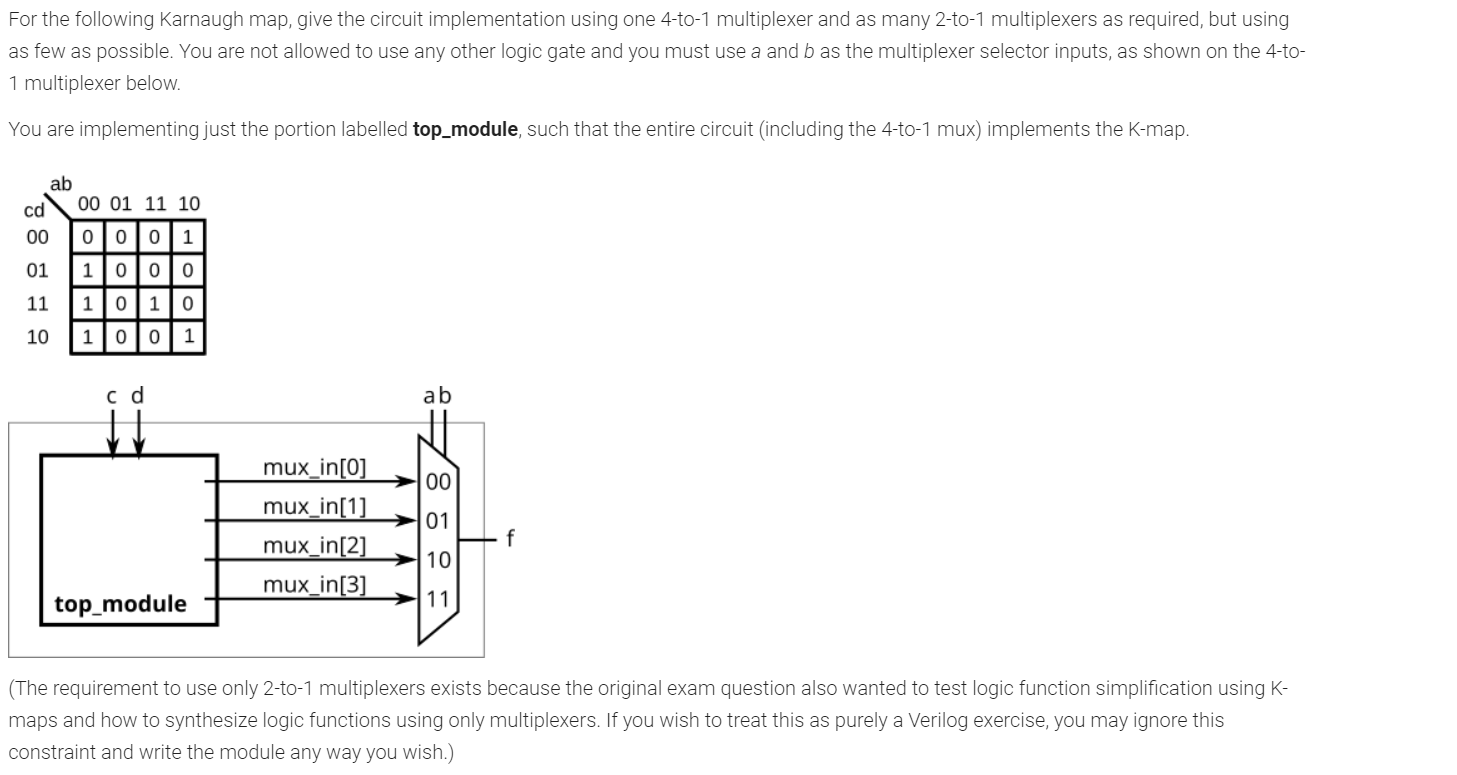 For the following Karnaugh map, give the circuit implementation using one 4-to-1 multiplexer and as many 2-to-1 multiplexers as required, but using
as few as possible. You are not allowed to use any other logic gate and you must use a and b as the multiplexer selector inputs, as shown on the 4-to-
1 multiplexer below.
You are implementing just the portion labelled top_module, such that the entire circuit (including the 4-to-1 mux) implements the K-map.
ab
cd 00 01 11 10
00 0 0 0 1
01 1 0 0 0
11 1 0 1 0
10 1 0 0 1
c d ab
mux_in[0] 00
mux_in[1] 01
f
mux_in[2] 10
mux_in[3] 11
top_module
(The requirement to use only 2-to-1 multiplexers exists because the original exam question also wanted to test logic function simplification using K-
maps and how to synthesize logic functions using only multiplexers. If you wish to treat this as purely a Verilog exercise, you may ignore this
constraint and write the module any way you wish.)